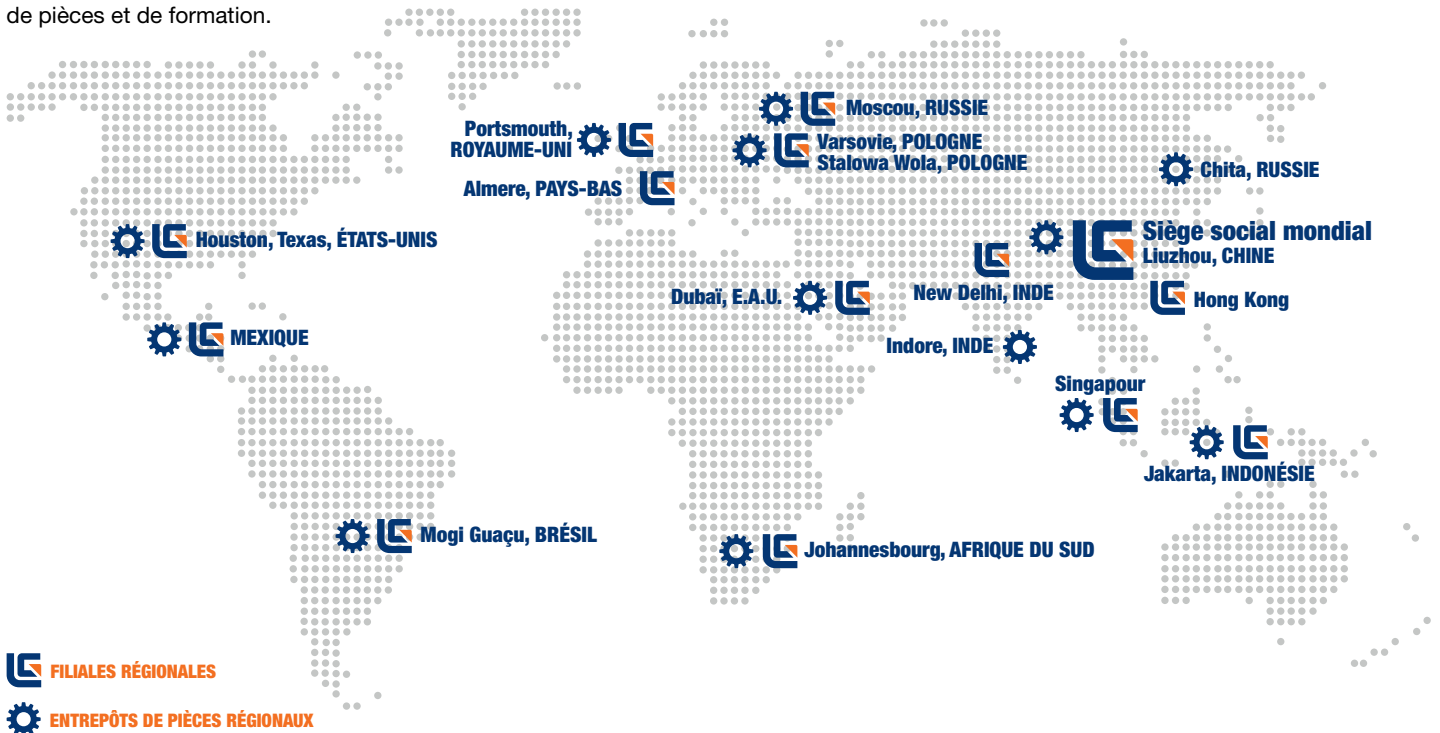 de pièces et de formation.
Moscou, RUSSIE
Portsmouth,
ROYAUME-UNI
Varsovie, POLOGNE
Stalowa Wola, POLOGNE
Chita, RUSSIE
Almere, PAYS-BAS
Houston, Texas, ÉTATS-UNIS
Siège social mondial
Liuzhou, CHINE
New Delhi, INDE
Dubaï, E.A.U.
Hong Kong
MEXIQUE
Indore, INDE
Singapour
Jakarta, INDONÉSIE
Mogi Guaçu, BRÉSIL
Johannesbourg, AFRIQUE DU SUD
FILIALES RÉGIONALES
ENTREPÔTS DE PIÈCES RÉGIONAUX